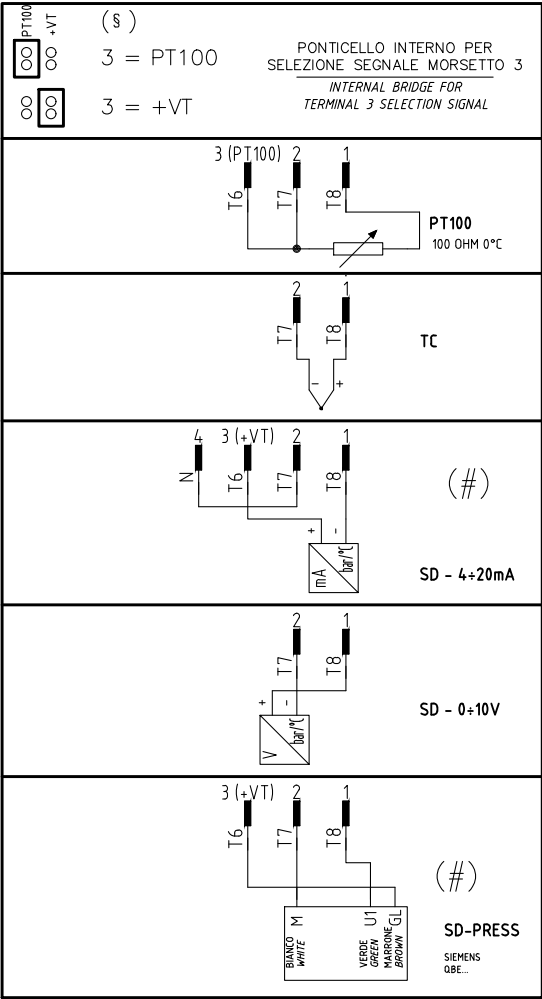 PT100
+VT
(§)
3 = PT100
3 = +VT
PONTICELLO INTERNO PER
SELEZIONE SEGNALE MORSETTO 3
INTERNAL BRIDGE FOR
TERMINAL 3 SELECTION SIGNAL
3 (PT100) 2 1
T6 T7 T8
PT100
100 OHM 0°C
2 1
T7 T8
TC
- +
4 3 (+VT) 2 1
N T6 T7 T8
(#)
+ -
mA bar/°C
SD - 4÷20mA
2 1
T7 T8
+ -
V bar/°C
SD - 0÷10V
3 (+VT) 2 1
T6 T7 T8
(#)
M U1 GL
BIANCO
WHITE
VERDE
GREEN
MARRONE
BROWN
SD-PRESS
SIEMENS
QBE...